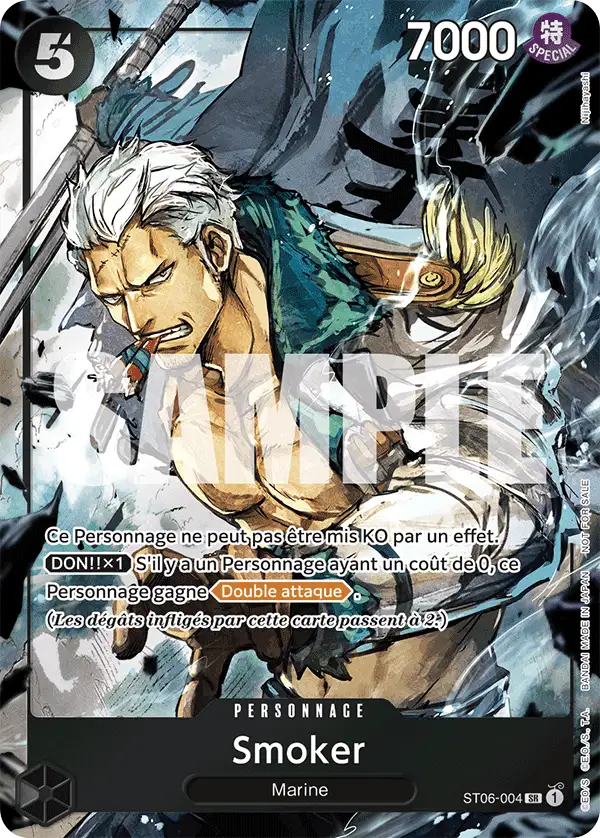 5
7000
特
SPECIAL
Nijihayashi
SAMPLE
Ce Personnage ne peut pas être mis KO par un effet.
DON!!×1 S'il y a un Personnage ayant un coût de 0, ce
Personnage gagne Double attaque .
(Les dégâts infligés par cette carte passent à 2.)
PERSONNAGE
Smoker
Marine
ST06-004 SR 1
©EO/S ©E.O./S., T.A. BANDAI MADE IN JAPAN NOT FOR SALE